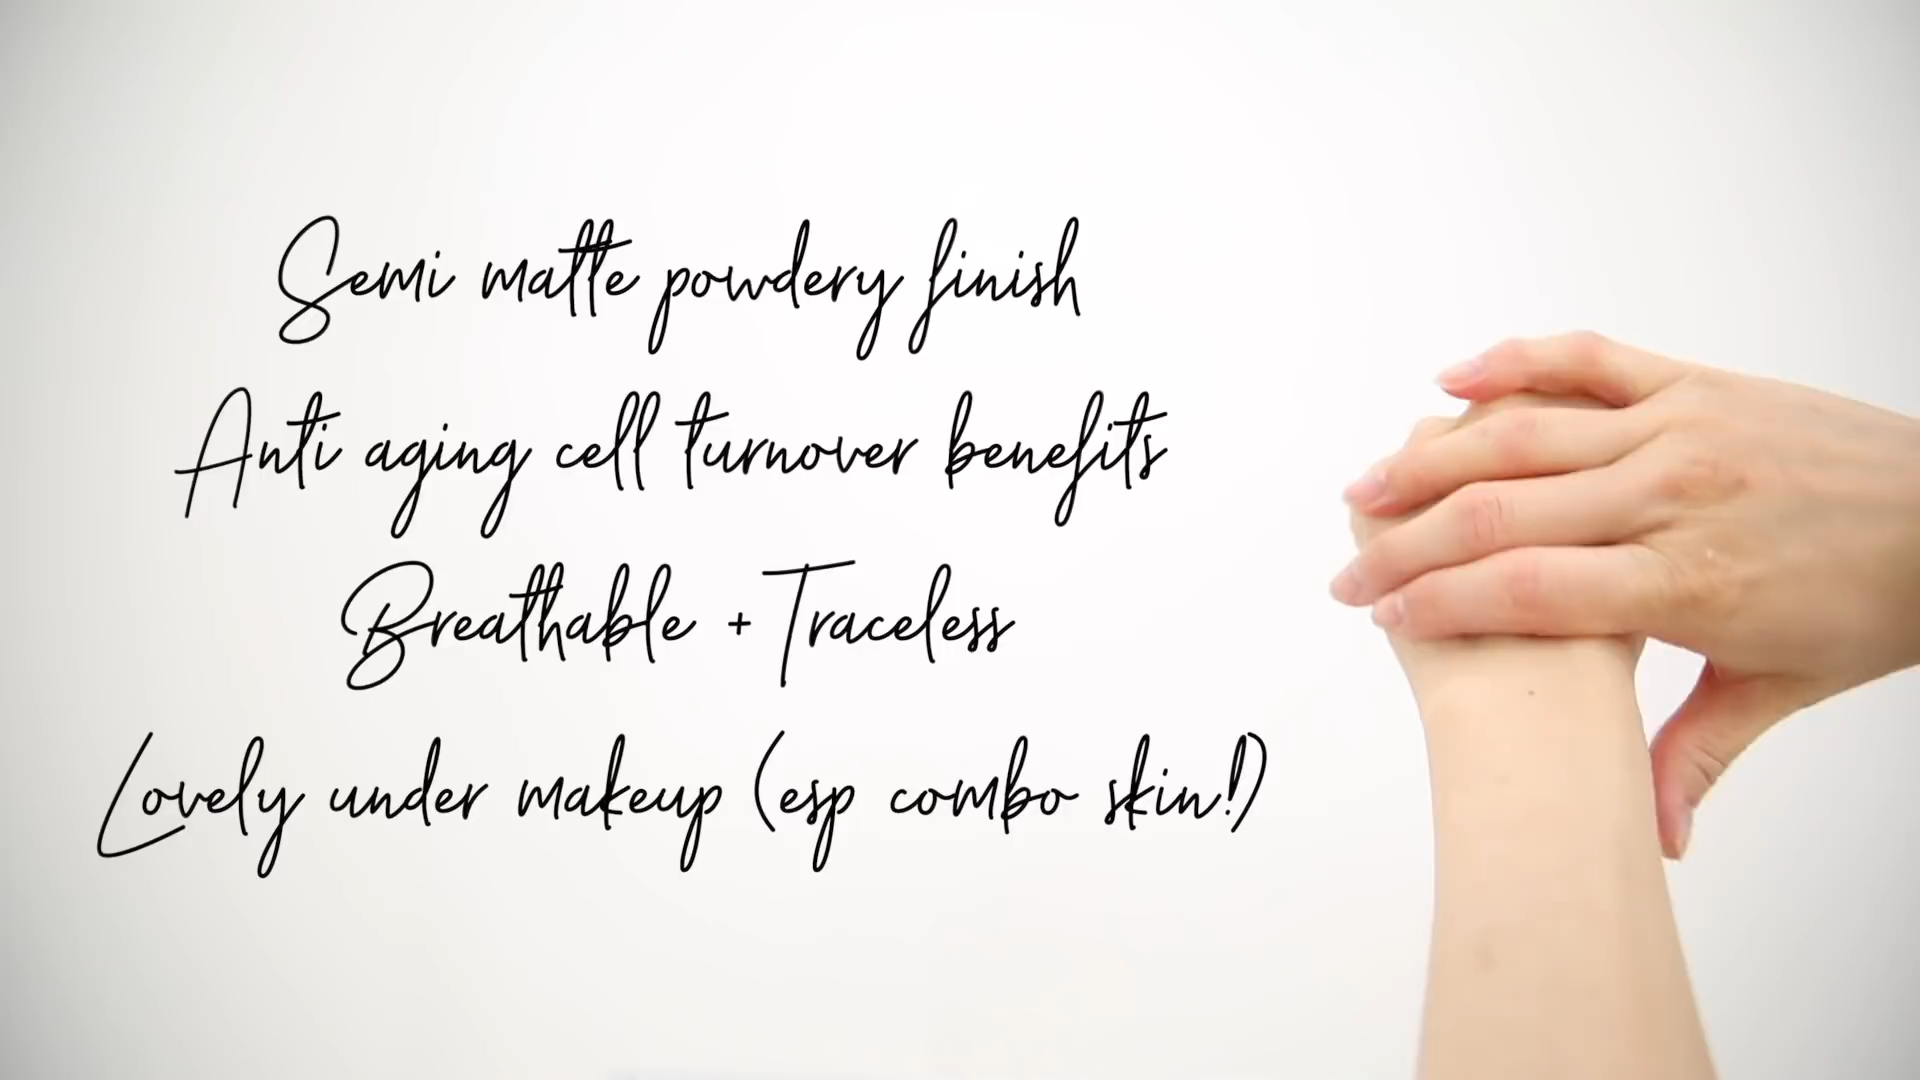 Semi matte powdery finish
Anti aging cell turnover benefits
Breathable + Traceless
Lovely under makeup (esp combo skin!)